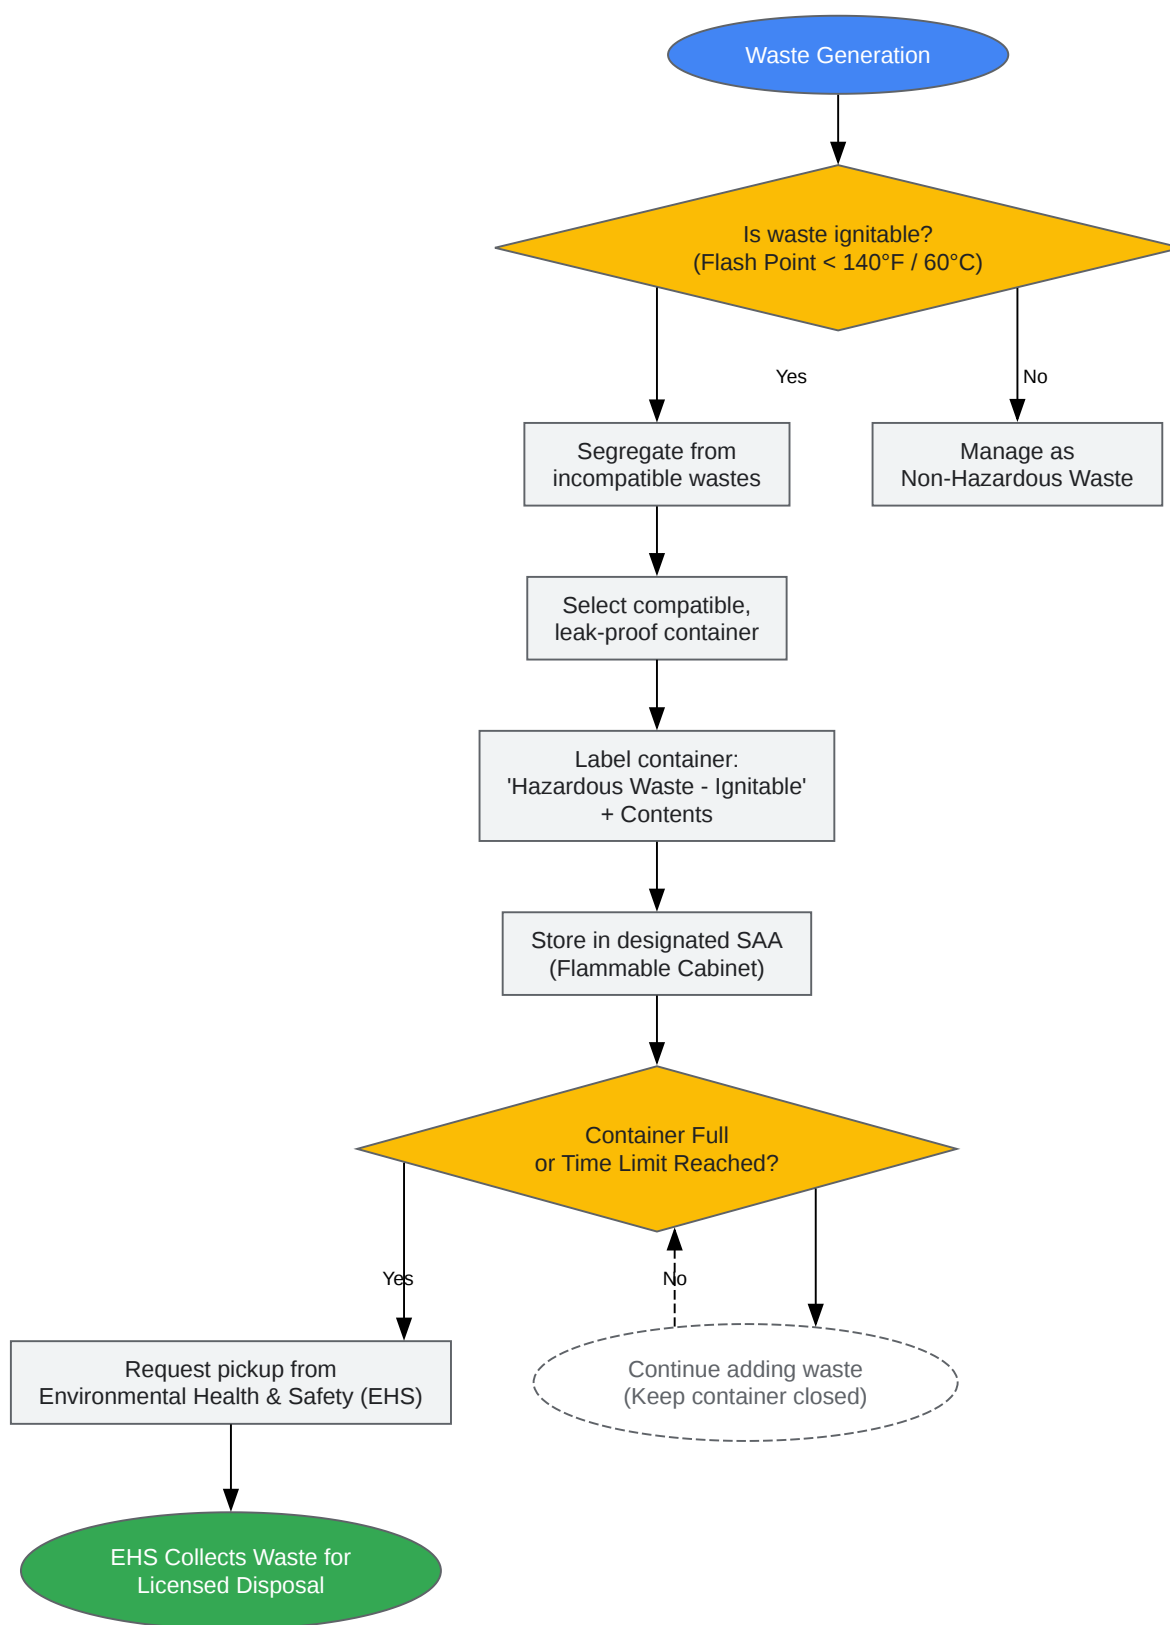 Waste Generation
Is waste ignitable?
(Flash Point < 140°F / 60°C)
Yes
No
Segregate from
incompatible wastes
Manage as
Non-Hazardous Waste
Select compatible,
leak-proof container
Label container:
'Hazardous Waste - Ignitable'
+ Contents
Store in designated SAA
(Flammable Cabinet)
Container Full
or Time Limit Reached?
Yes
No
Request pickup from
Environmental Health & Safety (EHS)
Continue adding waste
(Keep container closed)
EHS Collects Waste for
Licensed Disposal